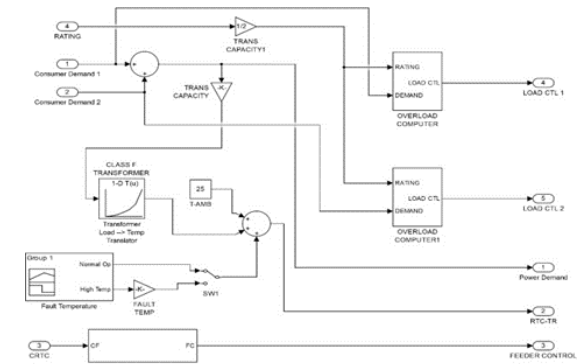 4
RATING
1/2
TRANS
CAPACITY1
1
Consumer Demand 1
2
Consumer Demand 2
TRANS
CAPACITY
-K-
RATING
LOAD CTL
DEMAND
OVERLOAD
COMPUTER
4
LOAD CTL 1
CLASS F
TRANSFORMER
1-D T(u)
Transformer
Load --> Temp
Translator
25
T-AMB
RATING
LOAD CTL
DEMAND
OVERLOAD
COMPUTER1
5
LOAD CTL 2
Group 1
Normal Op
High Temp
Fault Temperature
-K-
FAULT
TEMP
SW1
1
Power Demand
2
RTC-TR
3
CRTC
CF
FC
3
FEEDER CONTROL